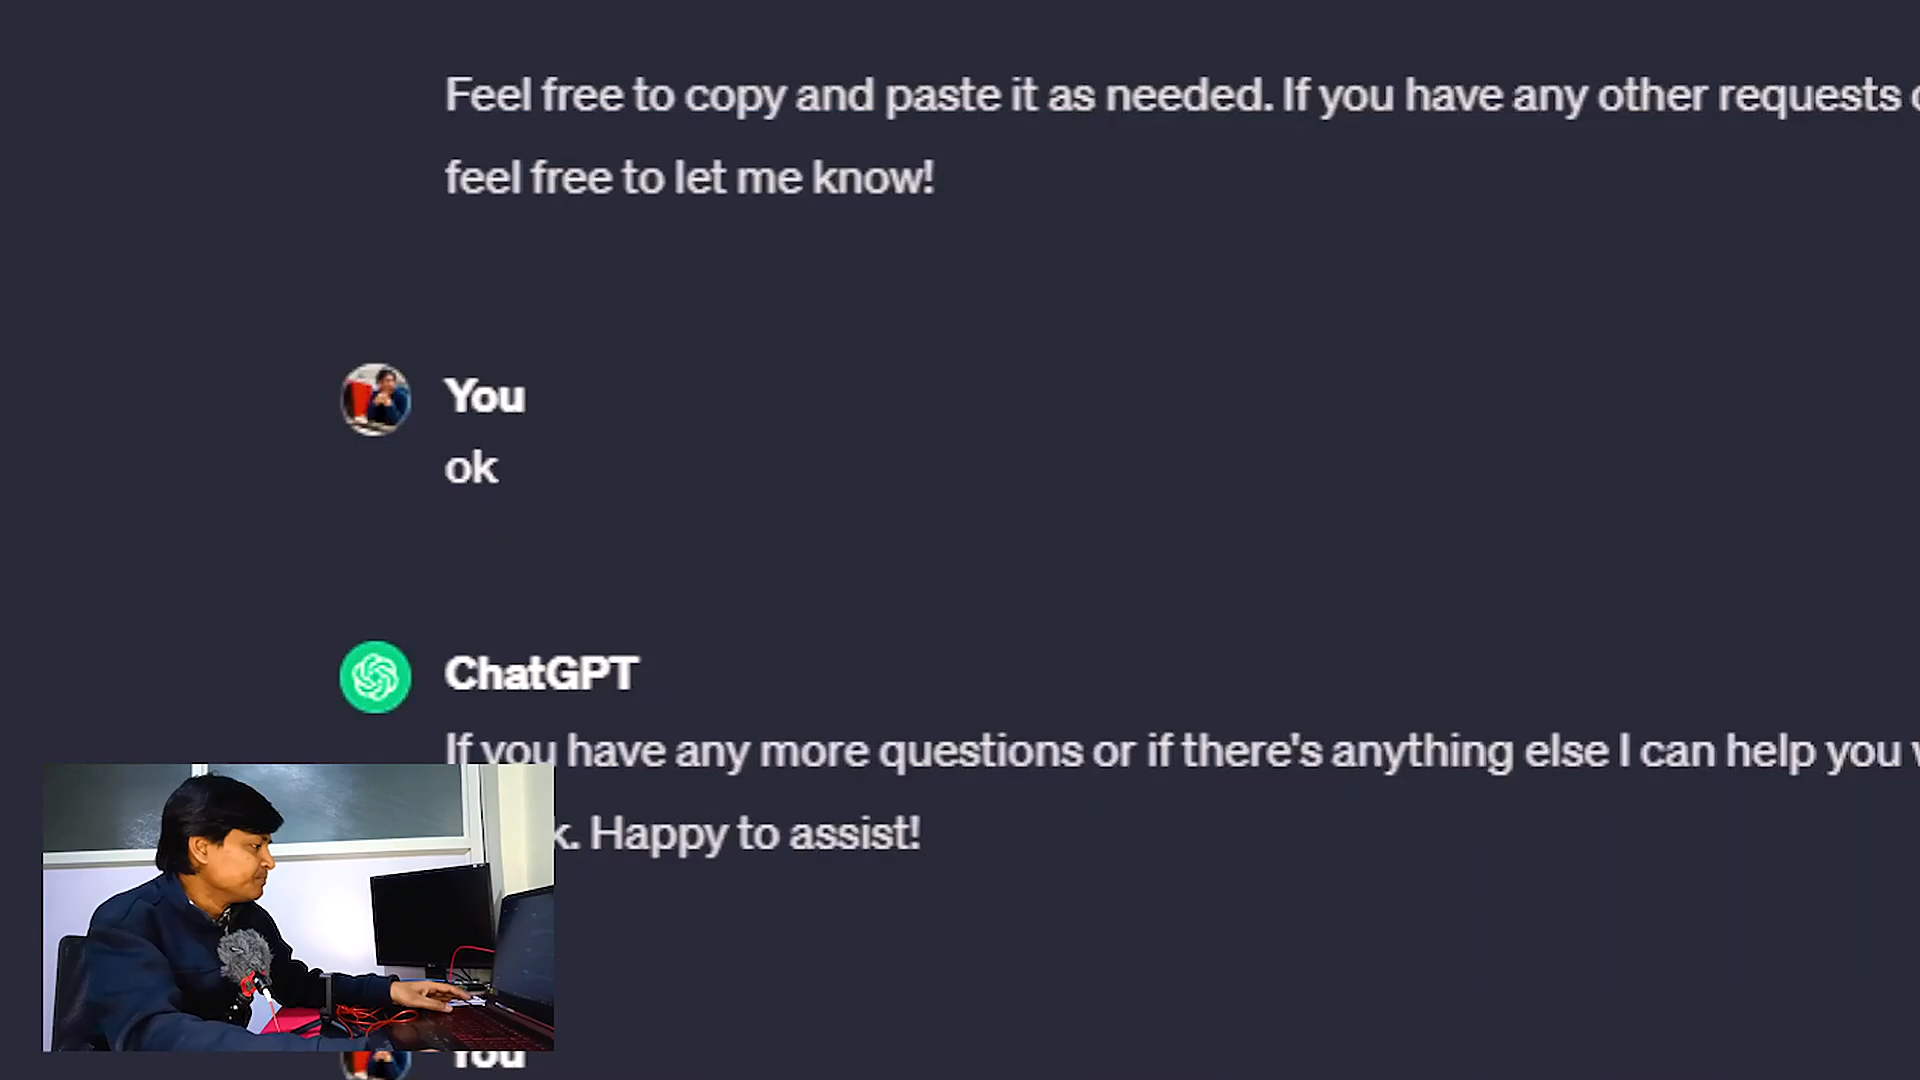 Feel free to copy and paste it as needed. If you have any other requests
feel free to let me know!
You
ok
ChatGPT
If you have any more questions or if there's anything else I can help you
k. Happy to assist!
You